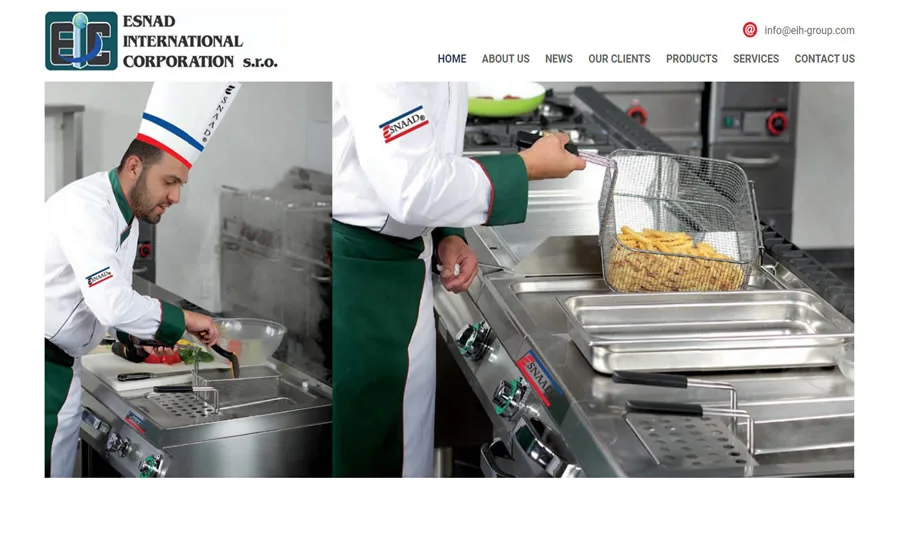 EIC
ESNAD
INTERNATIONAL
CORPORATION s.r.o.
info@eih-group.com
HOME ABOUT US NEWS OUR CLIENTS PRODUCTS SERVICES CONTACT US
ESNAAD
ESNAAD®
ESNAAD
ESNAAD